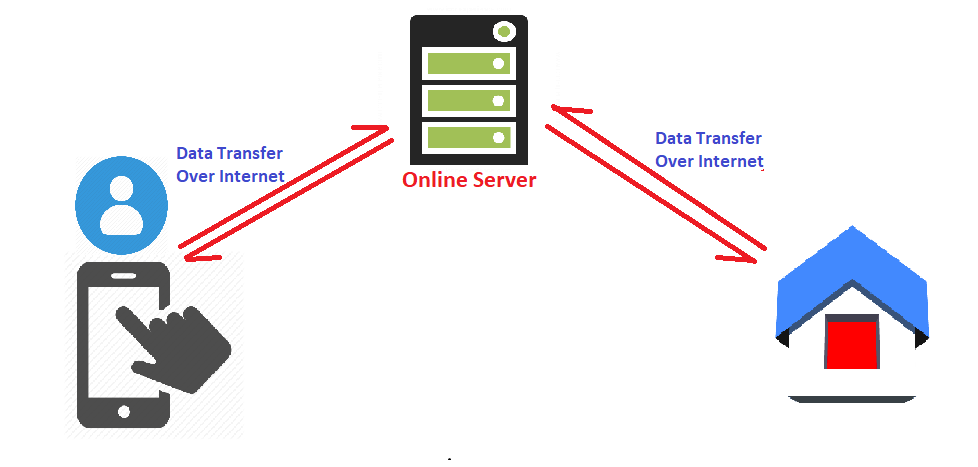 Data Transfer
Over Internet
Online Server
Data Transfer
Over Internet